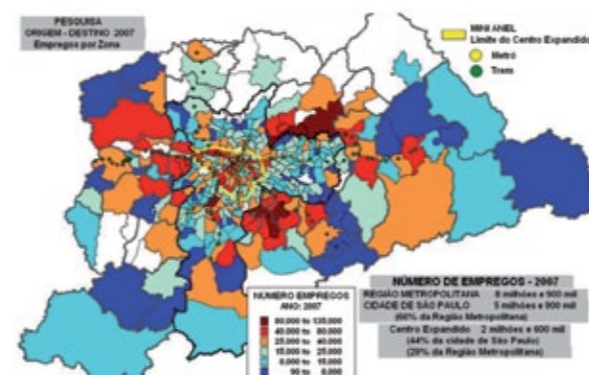 PESQUISA
ORIGEM - DESTINO 2007
Empregos por Zona
MINI ANEL
Limite do Centro Expandido
Metrô
Trem
NÚMERO EMPREGOS
ANO: 2007
80,000 to 135,000
40,000 to 80,000
25,000 to 40,000
15,000 to 25,000
8,000 to 15,000
90 to 8,000
NÚMERO DE EMPREGOS - 2007
REGIÃO METROPOLITANA 8 milhões e 900 mil
CIDADE DE SÃO PAULO 5 milhões e 900 mil
(66% da Região Metropolitana)
Centro Expandido 2 milhões e 600 mil
(44% da cidade de São Paulo)
(29% da Região Metropolitana)